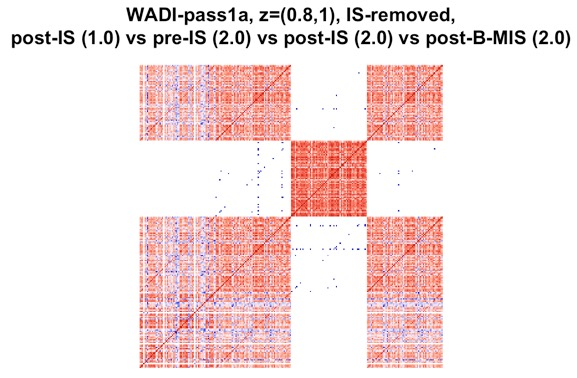 WADI-pass1a, z=(0.8,1), IS-removed,
post-IS (1.0) vs pre-IS (2.0) vs post-IS (2.0) vs post-B-MIS (2.0)